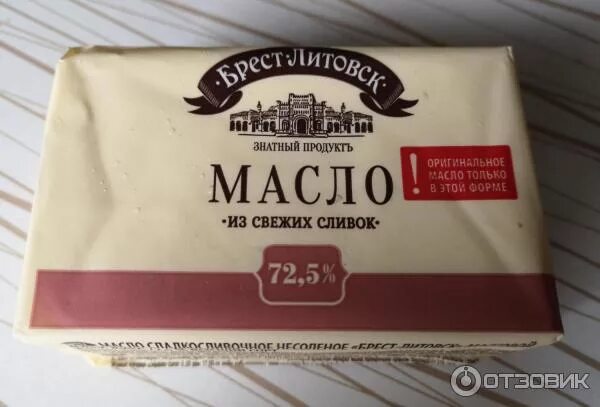 БРЕСТ-ЛИТОВСК
ЗНАТНЫЙ ПРОДУКТЪ
МАСЛО
·ИЗ СВЕЖИХ СЛИВОК·
! ОРИГИНАЛЬНОЕ
МАСЛО ТОЛЬКО
В ЭТОЙ ФОРМЕ
72,5%
МАСЛО СЛАДКОСЛИВОЧНОЕ НЕСОЛЕНОЕ «БРЕСТ-ЛИТОВСК»
ОТЗОВИК